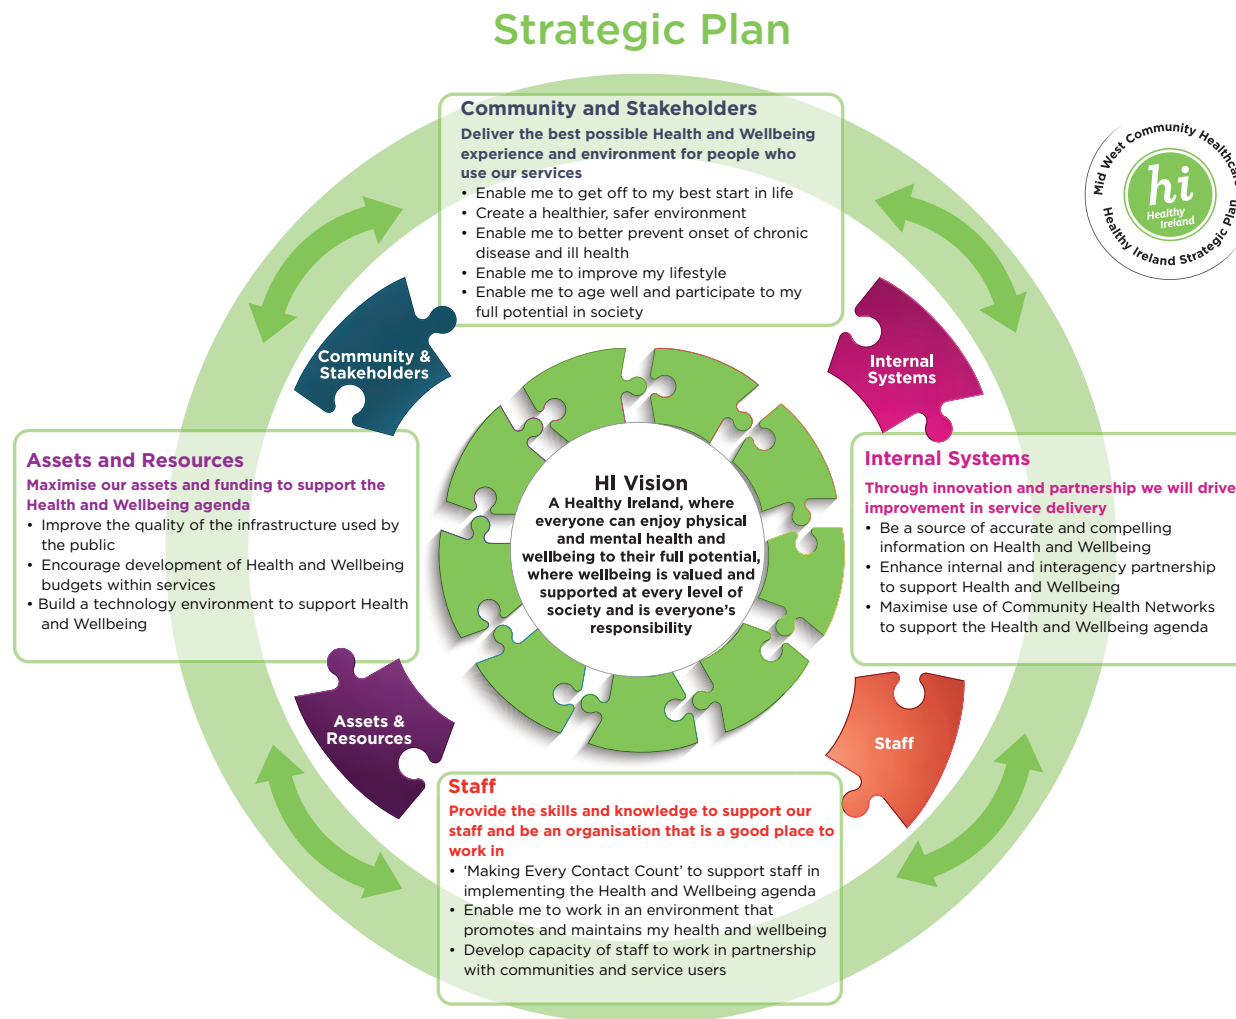 Strategic Plan
Community and Stakeholders
Deliver the best possible Health and Wellbeing
experience and environment for people who
use our services
• Enable me to get off to my best start in life
• Create a healthier, safer environment
• Enable me to better prevent onset of chronic
disease and ill health
• Enable me to improve my lifestyle
• Enable me to age well and participate to my
full potential in society
Mid West Community Healthcare
hi
Healthy
Ireland
Healthy Ireland Strategic Plan
Community &
Stakeholders
Internal
Systems
Assets and Resources
Maximise our assets and funding to support the
Health and Wellbeing agenda
• Improve the quality of the infrastructure used by
the public
• Encourage development of Health and Wellbeing
budgets within services
• Build a technology environment to support Health
and Wellbeing
HI Vision
A Healthy Ireland, where
everyone can enjoy physical
and mental health and
wellbeing to their full potential,
where wellbeing is valued and
supported at every level of
society and is everyone's
responsibility
Internal Systems
Through innovation and partnership we will drive
improvement in service delivery
• Be a source of accurate and compelling
information on Health and Wellbeing
• Enhance internal and interagency partnership
to support Health and Wellbeing
• Maximise use of Community Health Networks
to support the Health and Wellbeing agenda
Assets &
Resources
Staff
Staff
Provide the skills and knowledge to support our
staff and be an organisation that is a good place to
work in
• ‘Making Every Contact Count’ to support staff in
implementing the Health and Wellbeing agenda
• Enable me to work in an environment that
promotes and maintains my health and wellbeing
• Develop capacity of staff to work in partnership
with communities and service users